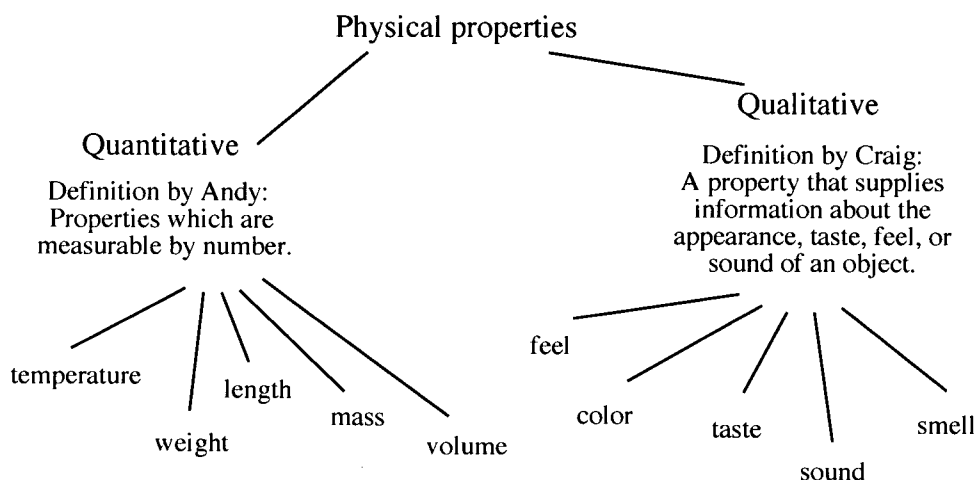 Physical properties
Quantitative
Definition by Andy:
Properties which are
measurable by number.
temperature
weight
length
mass
volume
Qualitative
Definition by Craig:
A property that supplies
information about the
appearance, taste, feel, or
sound of an object.
feel
color
taste
sound
smell